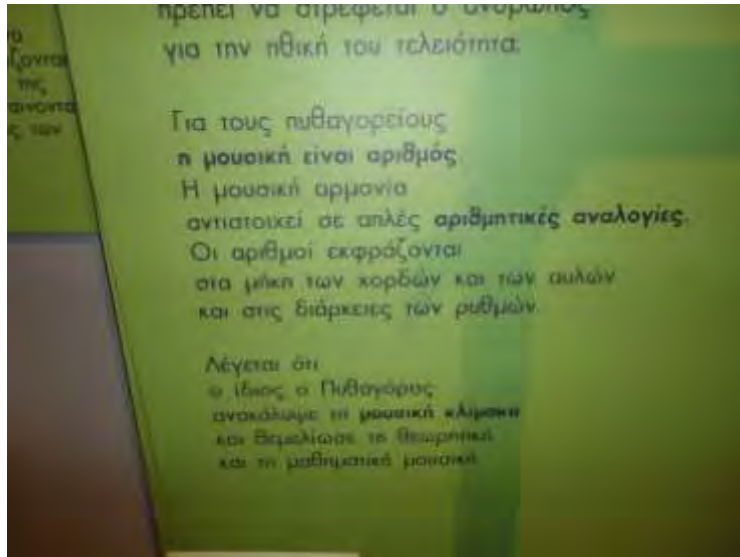 πρέπει να στρέφεται ο άνθρωπος
για την ηθική του τελειότητα.
Για τους πυθαγορείους
η μουσική είναι αριθμός.
Η μουσική αρμονία
αντιστοιχεί σε απλές αριθμητικές αναλογίες.
Οι αριθμοί εκφράζονται
στα μήκη των χορδών και των αυλών
και στις διάρκειες των ρυθμών.
Λέγεται ότι
ο ίδιος ο Πυθαγόρας
ανακάλυψε τη μουσική κλίμακα
και θεμελίωσε τη θεωρητική
και τη μαθηματική μουσική.
της
ς των